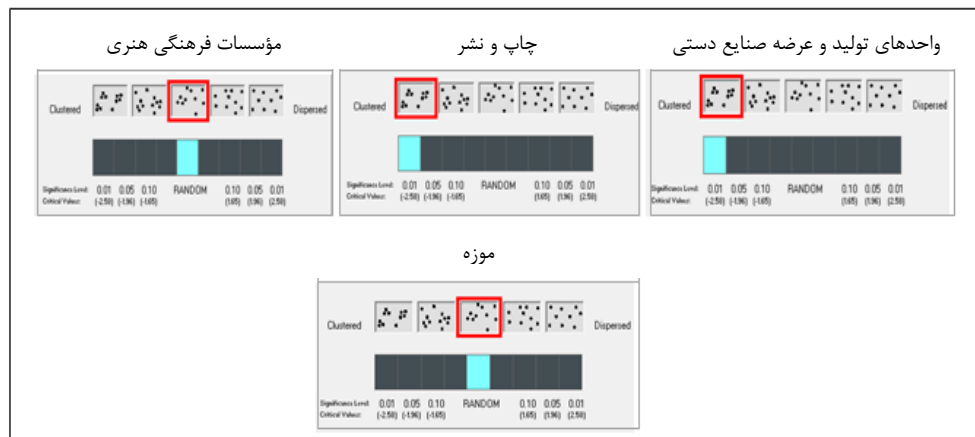 واحدهای تولید و عرضه صنایع دستی
چاپ و نشر
مؤسسات فرهنگی هنری
Clustered Dispersed
Significance Level: 0.01 0.05 0.10 RANDOM 0.10 0.05 0.01
Critical Values: (-2.58) (-1.96) (-1.65) (1.65) (1.96) (2.58)
Clustered Dispersed
Significance Level: 0.01 0.05 0.10 RANDOM 0.10 0.05 0.01
Critical Values: (-2.58) (-1.96) (-1.65) (1.65) (1.96) (2.58)
Clustered Dispersed
Significance Level: 0.01 0.05 0.10 RANDOM 0.10 0.05 0.01
Critical Values: (-2.58) (-1.96) (-1.65) (1.65) (1.96) (2.58)
موزه
Clustered Dispersed
Significance Level: 0.01 0.05 0.10 RANDOM 0.10 0.05 0.01
Critical Values: (-2.58) (-1.96) (-1.65) (1.65) (1.96) (2.58)